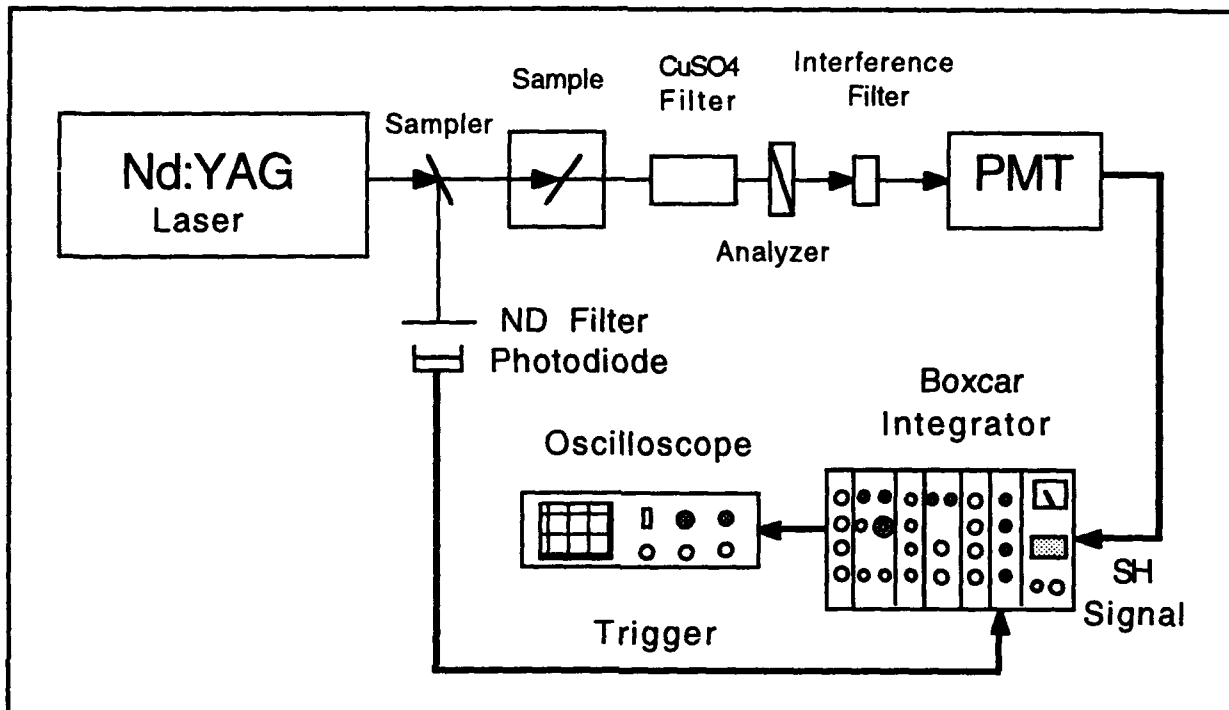 Nd:YAG
Laser
Sampler
Sample
CuSO4
Filter
Analyzer
Interference
Filter
PMT
ND Filter
Photodiode
Boxcar
Integrator
Oscilloscope
SH
Signal
Trigger